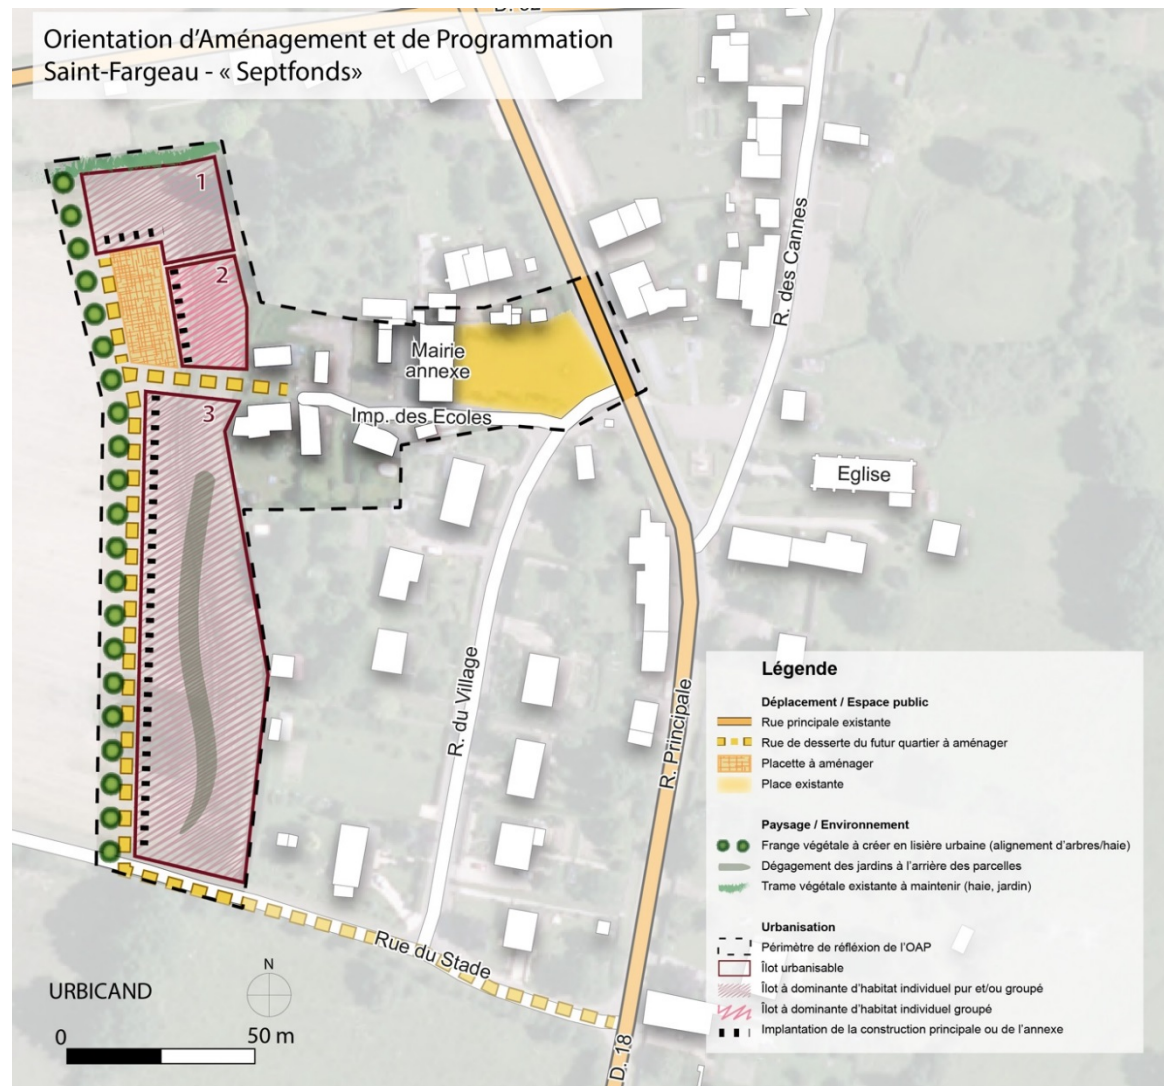 D. 62
Orientation d’Aménagement et de Programmation
Saint-Fargeau - « Septfonds»
1
2
3
R. des Cannes
Mairie
annexe
Imp. des Ecoles
Eglise
R. du Village
R. Principale
Rue du Stade
D. 18
URBICAND
N
0
50 m
Légende
Déplacement / Espace public
Rue principale existante
Rue de desserte du futur quartier à aménager
Placette à aménager
Place existante
Paysage / Environnement
Frange végétale à créer en lisière urbaine (alignement d’arbres/haie)
Dégagement des jardins à l’arrière des parcelles
Trame végétale existante à maintenir (haie, jardin)
Urbanisation
Périmètre de réfléxion de l’OAP
Îlot urbanisable
Îlot à dominante d’habitat individuel pur et/ou groupé
Îlot à dominante d’habitat individuel groupé
Implantation de la construction principale ou de l’annexe